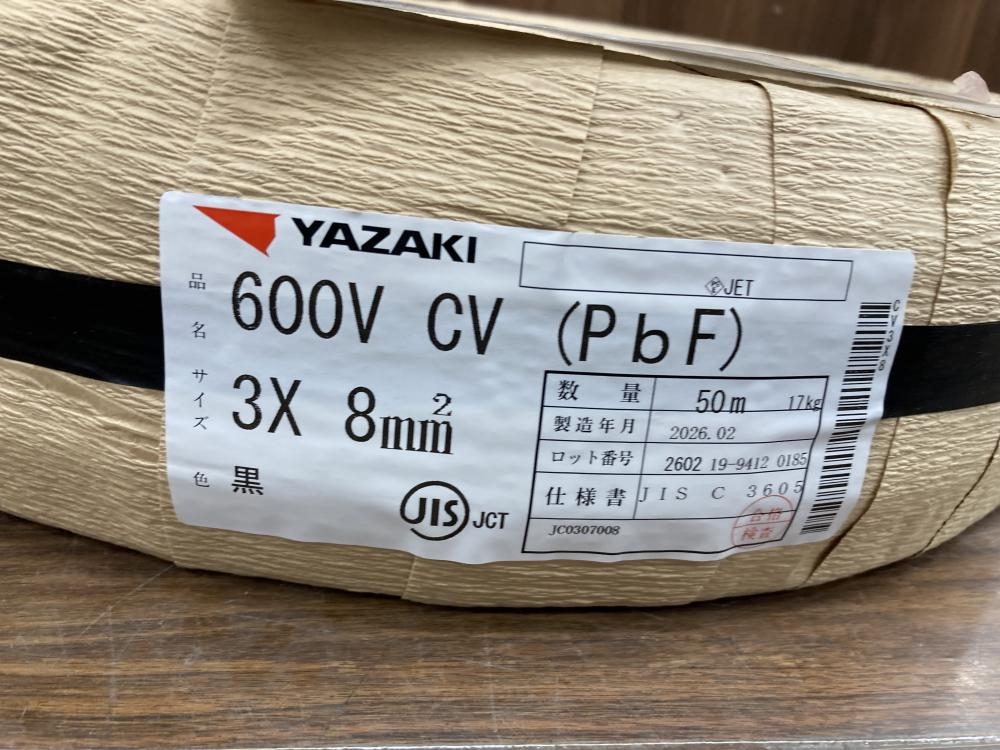 YAZAKI
<PS>E JET
品名 600V CV (PbF)
サイズ 3X 8mm²
色 黒
JIS JCT
数量 50m 17kg
製造年月 2026.02
ロット番号 2602 19-9412 0185
仕様書 JIS C 3605
JC0307008
合格
検査
CV3X8